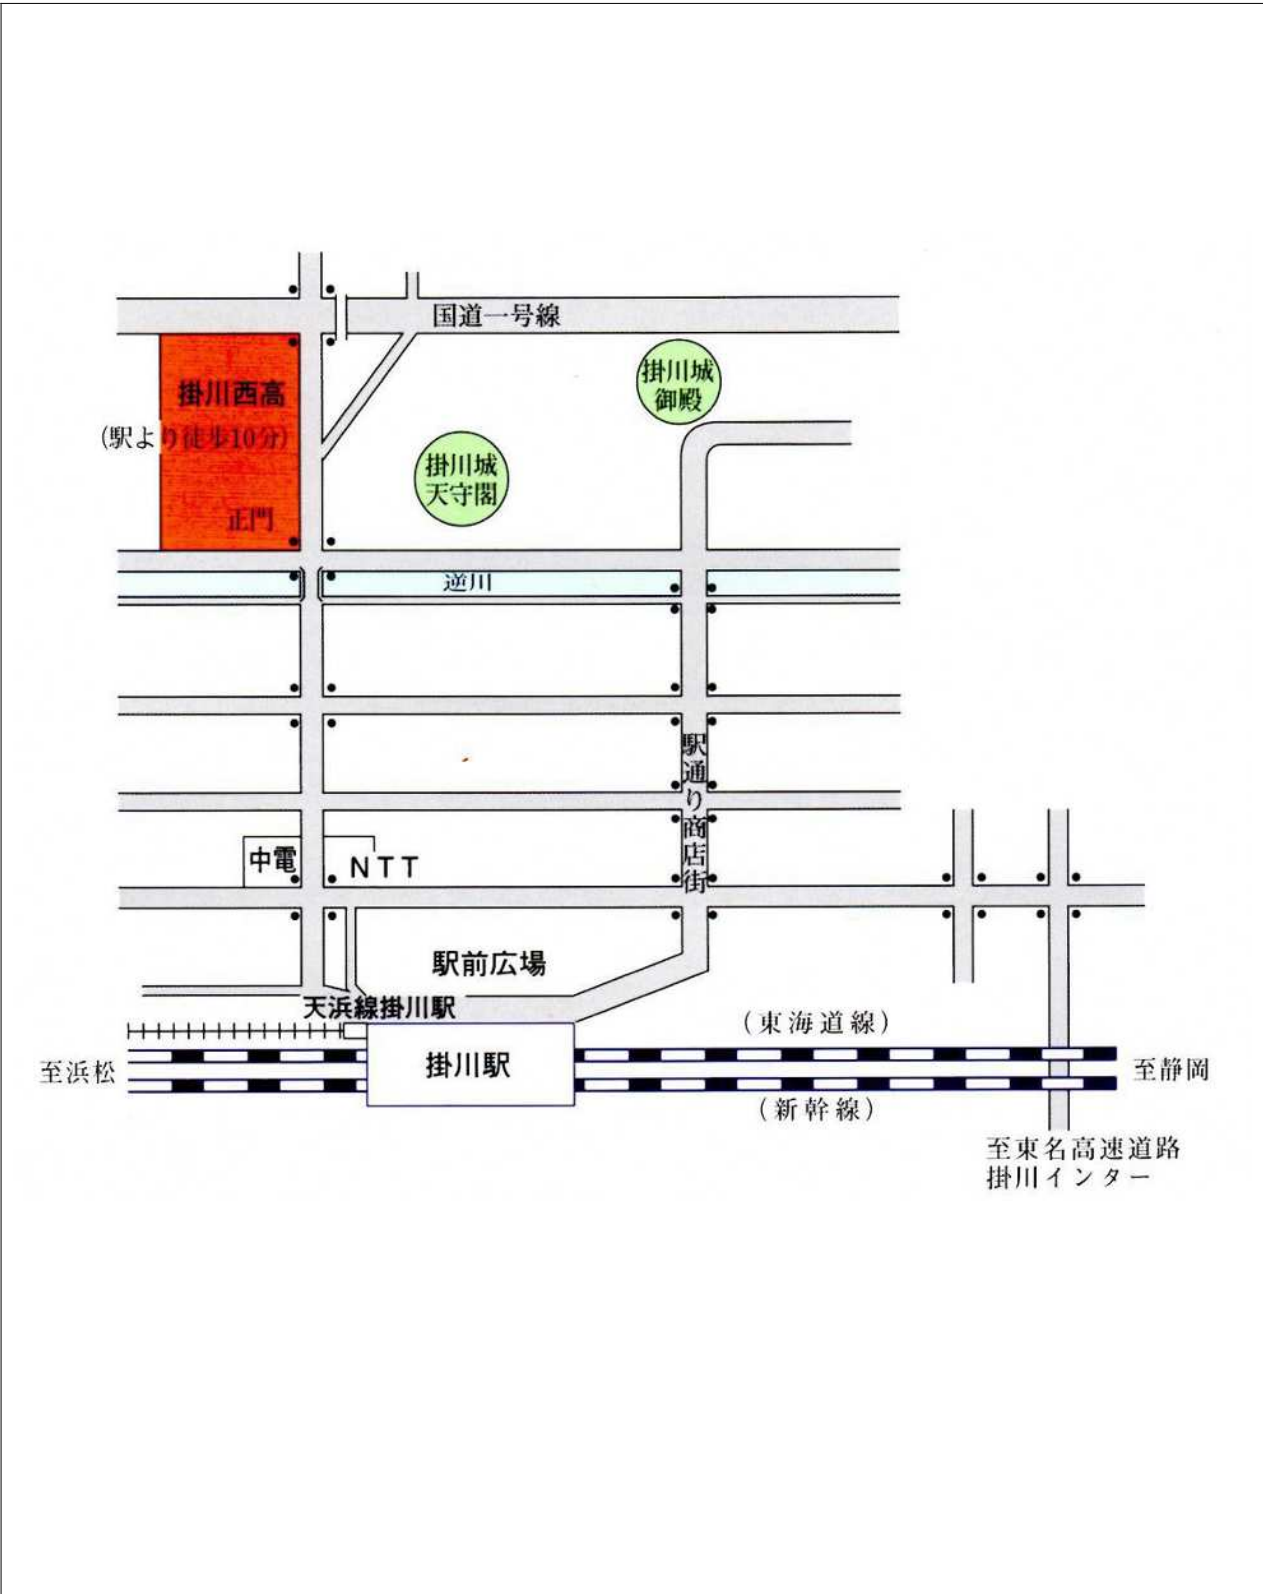 国道一号線
掛川城
御殿
掛川西高
(駅より徒歩10分)
掛川城
天守閣
正門
逆川
駅通り商店街
中電
NTT
駅前広場
天浜線掛川駅
(東海道線)
掛川駅
至浜松
至静岡
(新幹線)
至東名高速道路
掛川インター